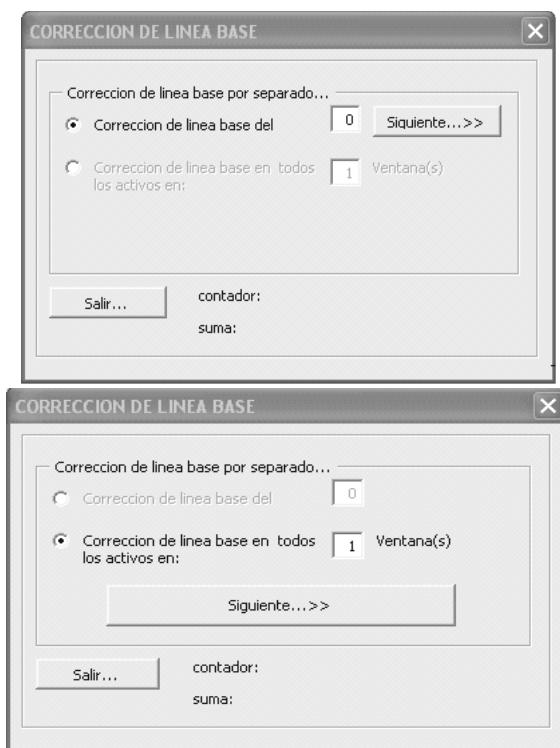 CORRECCION DE LINEA BASE
Correccion de linea base por separado...
Correccion de linea base del
0
Siguiente...>>
Correccion de linea base en todos
los activos en:
1
Ventana(s)
Salir...
contador:
suma:
CORRECCION DE LINEA BASE
Correccion de linea base por separado...
Correccion de linea base del
0
Correccion de linea base en todos
los activos en:
1
Ventana(s)
Siguiente...>>
Salir...
contador:
suma: